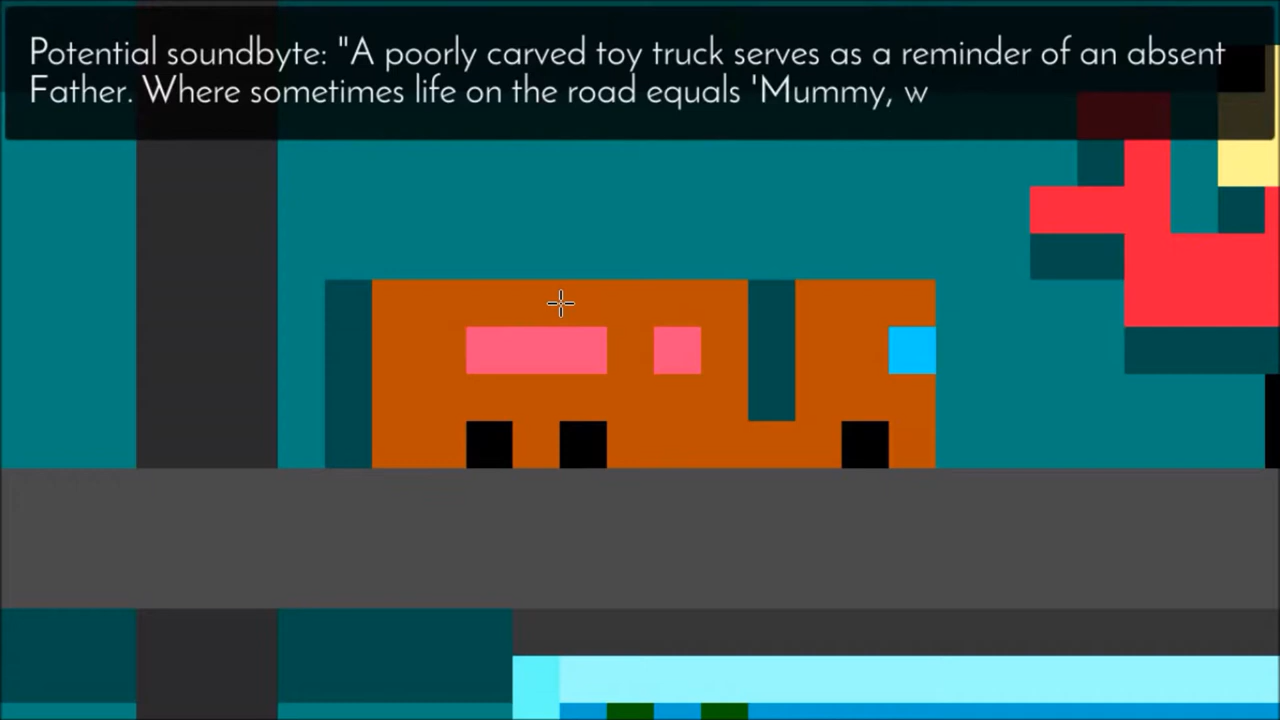 Potential soundbyte: "A poorly carved toy truck serves as a reminder of an absent
Father. Where sometimes life on the road equals 'Mummy, w